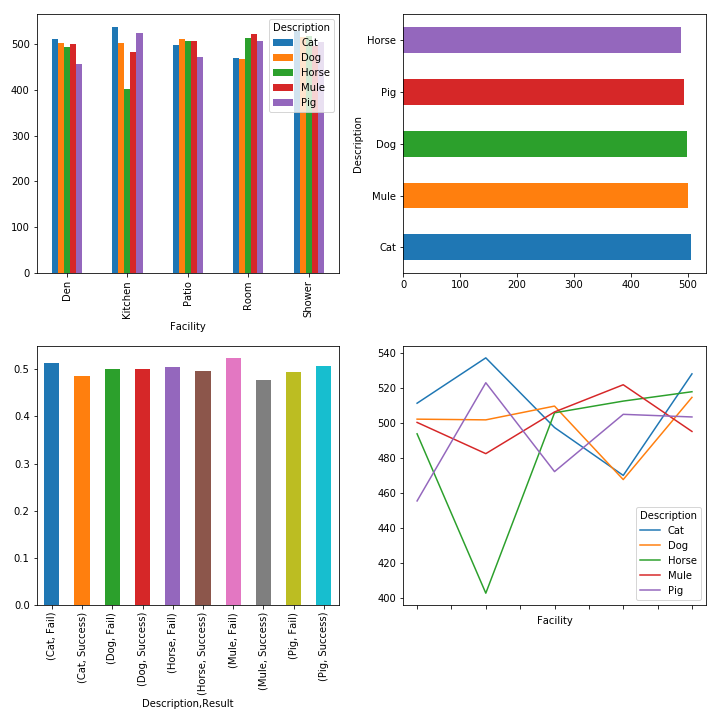 500
400
300
200
100
0
Den
Kitchen
Patio
Room
Shower
Facility
Description
Cat
Dog
Horse
Mule
Pig
Description
Horse
Pig
Dog
Mule
Cat
0 100 200 300 400 500
0.5
0.4
0.3
0.2
0.1
0.0
(Cat, Fail)
(Cat, Success)
(Dog, Fail)
(Dog, Success)
(Horse, Fail)
(Horse, Success)
(Mule, Fail)
(Mule, Success)
(Pig, Fail)
(Pig, Success)
Description,Result
540
520
500
480
460
440
420
400
Description
Cat
Dog
Horse
Mule
Pig
Facility